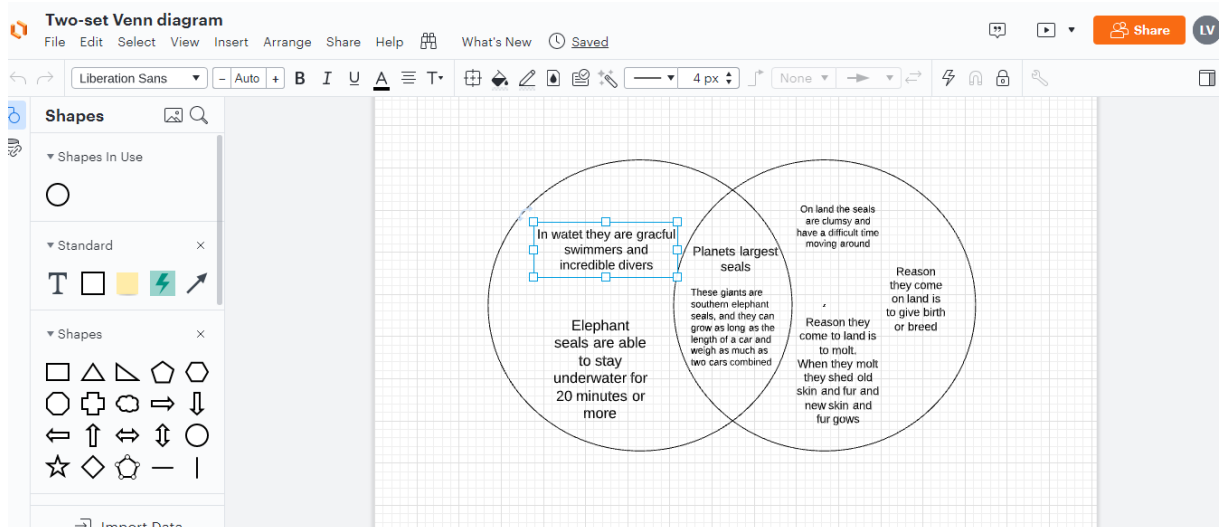 Two-set Venn diagram
File Edit Select View Insert Arrange Share Help What's New Saved
Share LV
Liberation Sans - Auto + B I U A T 4 px None
Shapes
Shapes In Use
Standard ×
T
Shapes ×
Import Data
In watet they are gracful
swimmers and
incredible divers
Elephant
seals are able
to stay
underwater for
20 minutes or
more
Planets largest
seals
These giants are
southern elephant
seals, and they can
grow as long as the
length of a car and
weigh as much as
two cars combined
On land the seals
are clumsy and
have a difficult time
moving around
Reason
they come
on land is
to give birth
or breed
,
Reason they
come to land is
to molt.
When they molt
they shed old
skin and fur and
new skin and
fur gows